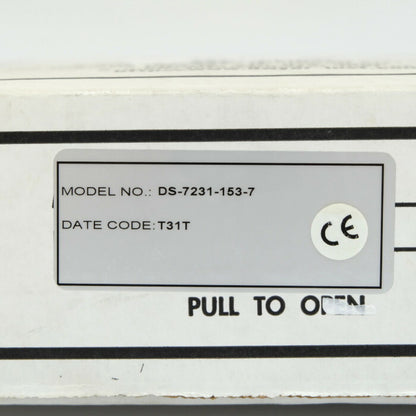 MODEL NO.: DS-7231-153-7
DATE CODE: T31T
CE
PULL TO OPEN